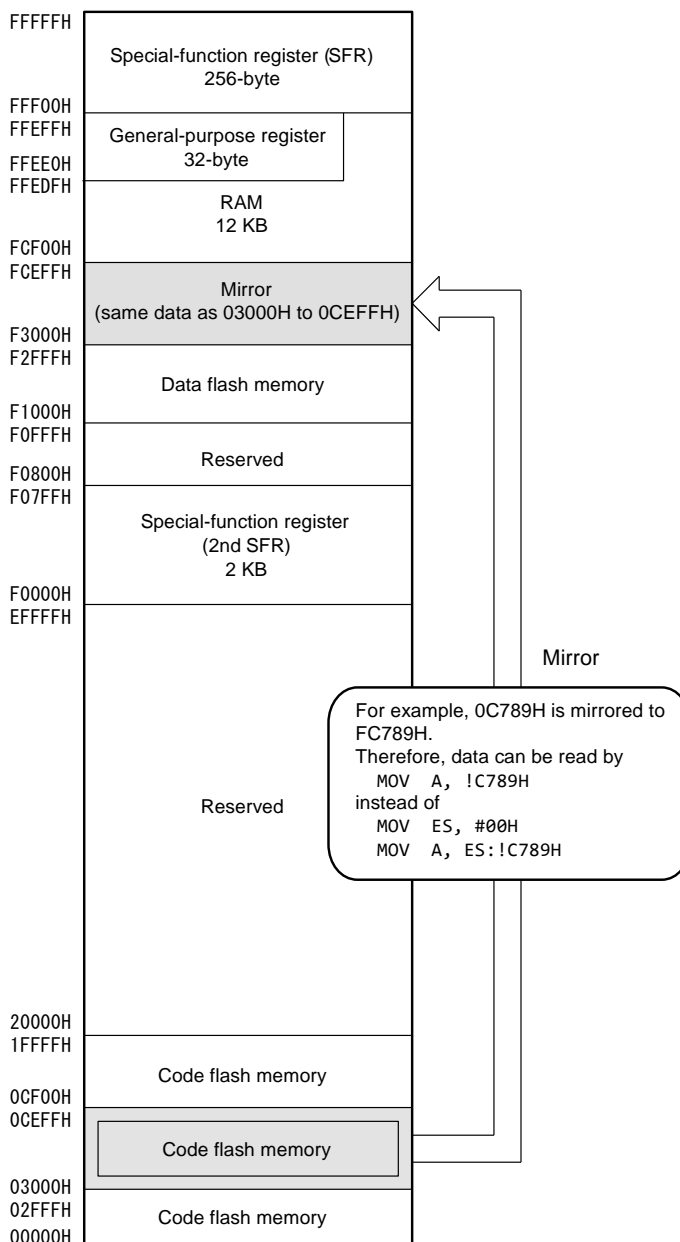 FFFFFH
Special-function register (SFR)
256-byte
FFF00H
FFEFFH
General-purpose register
32-byte
FFEE0H
FFEDFH
RAM
12 KB
FCF00H
FCEFFH
Mirror
(same data as 03000H to 0CEFFH)
F3000H
F2FFFH
Data flash memory
F1000H
F0FFFH
Reserved
F0800H
F07FFH
Special-function register
(2nd SFR)
2 KB
F0000H
EFFFFH
Mirror
For example, 0C789H is mirrored to
FC789H.
Therefore, data can be read by
MOV A, !C789H
instead of
MOV ES, #00H
MOV A, ES:!C789H
Reserved
20000H
1FFFFH
Code flash memory
0CF00H
0CEFFH
Code flash memory
03000H
02FFFH
Code flash memory
00000H